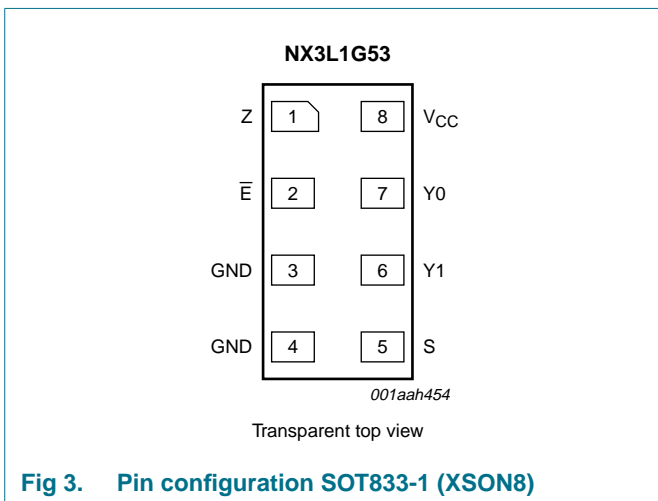 NX3L1G53
Z 1 8 VCC
E̅ 2 7 Y0
GND 3 6 Y1
GND 4 5 S
001aah454
Transparent top view
Fig 3. Pin configuration SOT833-1 (XSON8)